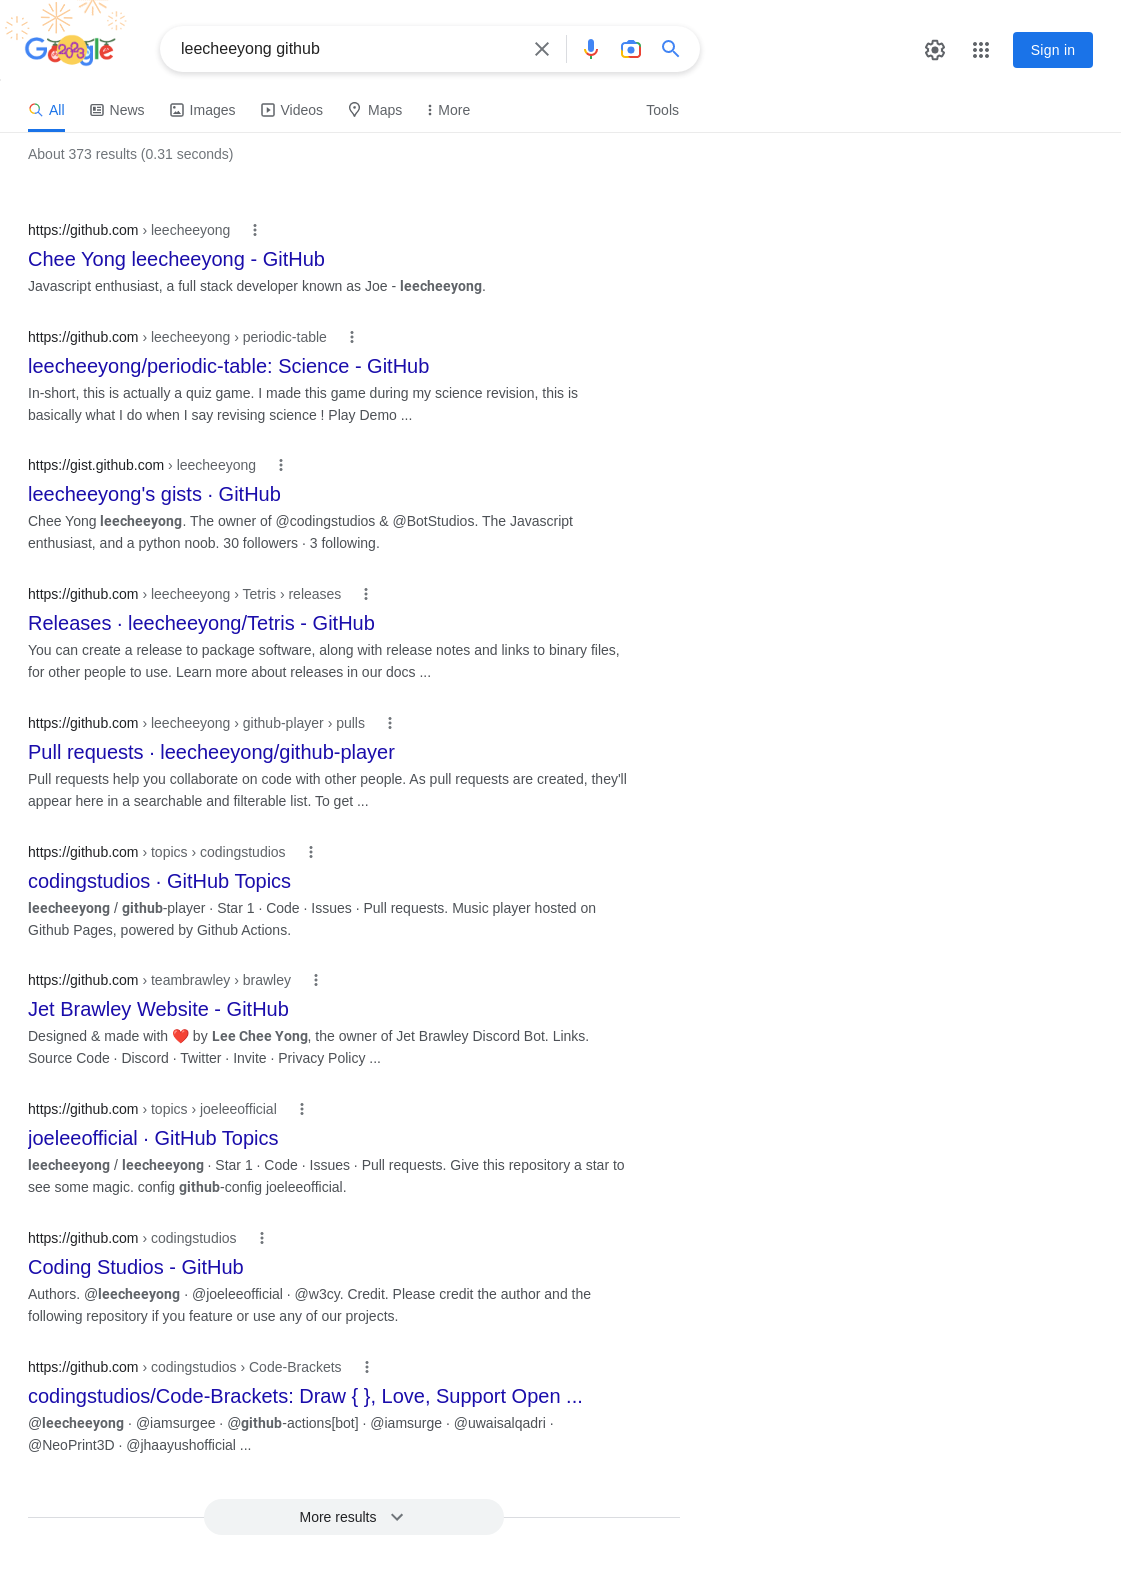 Google
leecheeyong github
Sign in
All News Images Videos Maps More Tools
About 373 results (0.31 seconds)
https://github.com › leecheeyong
Chee Yong leecheeyong - GitHub
Javascript enthusiast, a full stack developer known as Joe - leecheeyong.
https://github.com › leecheeyong › periodic-table
leecheeyong/periodic-table: Science - GitHub
In-short, this is actually a quiz game. I made this game during my science revision, this is
basically what I do when I say revising science ! Play Demo ...
https://gist.github.com › leecheeyong
leecheeyong's gists · GitHub
Chee Yong leecheeyong. The owner of @codingstudios & @BotStudios. The Javascript
enthusiast, and a python noob. 30 followers · 3 following.
https://github.com › leecheeyong › Tetris › releases
Releases · leecheeyong/Tetris - GitHub
You can create a release to package software, along with release notes and links to binary files,
for other people to use. Learn more about releases in our docs ...
https://github.com › leecheeyong › github-player › pulls
Pull requests · leecheeyong/github-player
Pull requests help you collaborate on code with other people. As pull requests are created, they'll
appear here in a searchable and filterable list. To get ...
https://github.com › topics › codingstudios
codingstudios · GitHub Topics
leecheeyong / github-player · Star 1 · Code · Issues · Pull requests. Music player hosted on
Github Pages, powered by Github Actions.
https://github.com › teambrawley › brawley
Jet Brawley Website - GitHub
Designed & made with ❤️ by Lee Chee Yong, the owner of Jet Brawley Discord Bot. Links.
Source Code · Discord · Twitter · Invite · Privacy Policy ...
https://github.com › topics › joeleeofficial
joeleeofficial · GitHub Topics
leecheeyong / leecheeyong · Star 1 · Code · Issues · Pull requests. Give this repository a star to
see some magic. config github-config joeleeofficial.
https://github.com › codingstudios
Coding Studios - GitHub
Authors. @leecheeyong · @joeleeofficial · @w3cy. Credit. Please credit the author and the
following repository if you feature or use any of our projects.
https://github.com › codingstudios › Code-Brackets
codingstudios/Code-Brackets: Draw { }, Love, Support Open ...
@leecheeyong · @iamsurgee · @github-actions[bot] · @iamsurge · @uwaisalqadri ·
@NeoPrint3D · @jhaayushofficial ...
More results